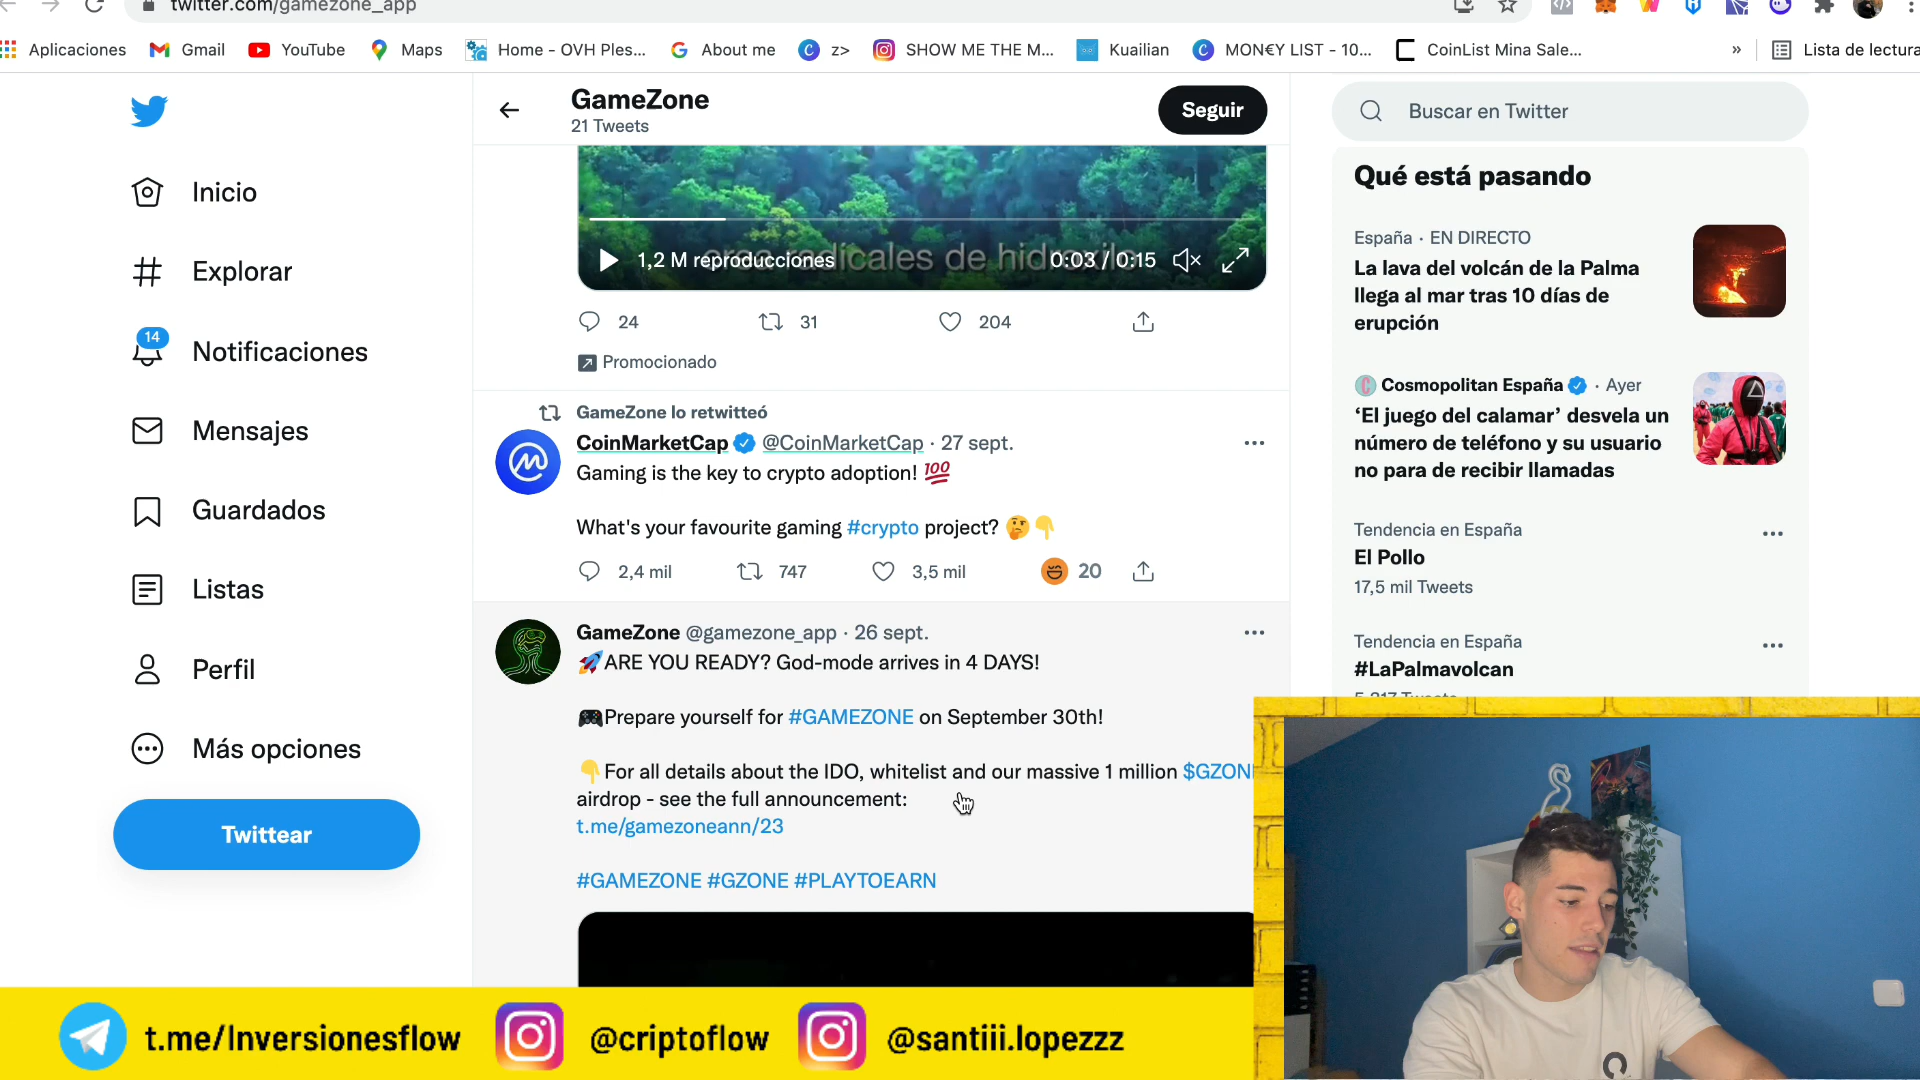 twitter.com/gamezone_app
Aplicaciones
Gmail
YouTube
Maps
Home - OVH Ples...
About me
z>
SHOW ME THE M...
Kuailian
MON€Y LIST - 10...
CoinList Mina Sale...
»
Lista de lectura
GameZone
21 Tweets
Seguir
Buscar en Twitter
Inicio
Explorar
14
Notificaciones
Mensajes
Guardados
Listas
Perfil
Más opciones
Twittear
radicales de hidroxilo
1,2 M reproducciones
0:03 / 0:15
24
31
204
Promocionado
GameZone lo retwitteó
CoinMarketCap @CoinMarketCap · 27 sept.
Gaming is the key to crypto adoption! 💯
What's your favourite gaming #crypto project? 🤔👇
2,4 mil
747
3,5 mil
20
GameZone @gamezone_app · 26 sept.
🚀ARE YOU READY? God-mode arrives in 4 DAYS!
🎮Prepare yourself for #GAMEZONE on September 30th!
👇For all details about the IDO, whitelist and our massive 1 million $GZON
airdrop - see the full announcement:
t.me/gamezoneann/23
#GAMEZONE #GZONE #PLAYTOEARN
Qué está pasando
España · EN DIRECTO
La lava del volcán de la Palma
llega al mar tras 10 días de
erupción
Cosmopolitan España · Ayer
‘El juego del calamar’ desvela un
número de teléfono y su usuario
no para de recibir llamadas
Tendencia en España
El Pollo
17,5 mil Tweets
Tendencia en España
#LaPalmavolcan
5.217 Tweets
t.me/Inversionesflow
@criptoflow
@santiii.lopezzz